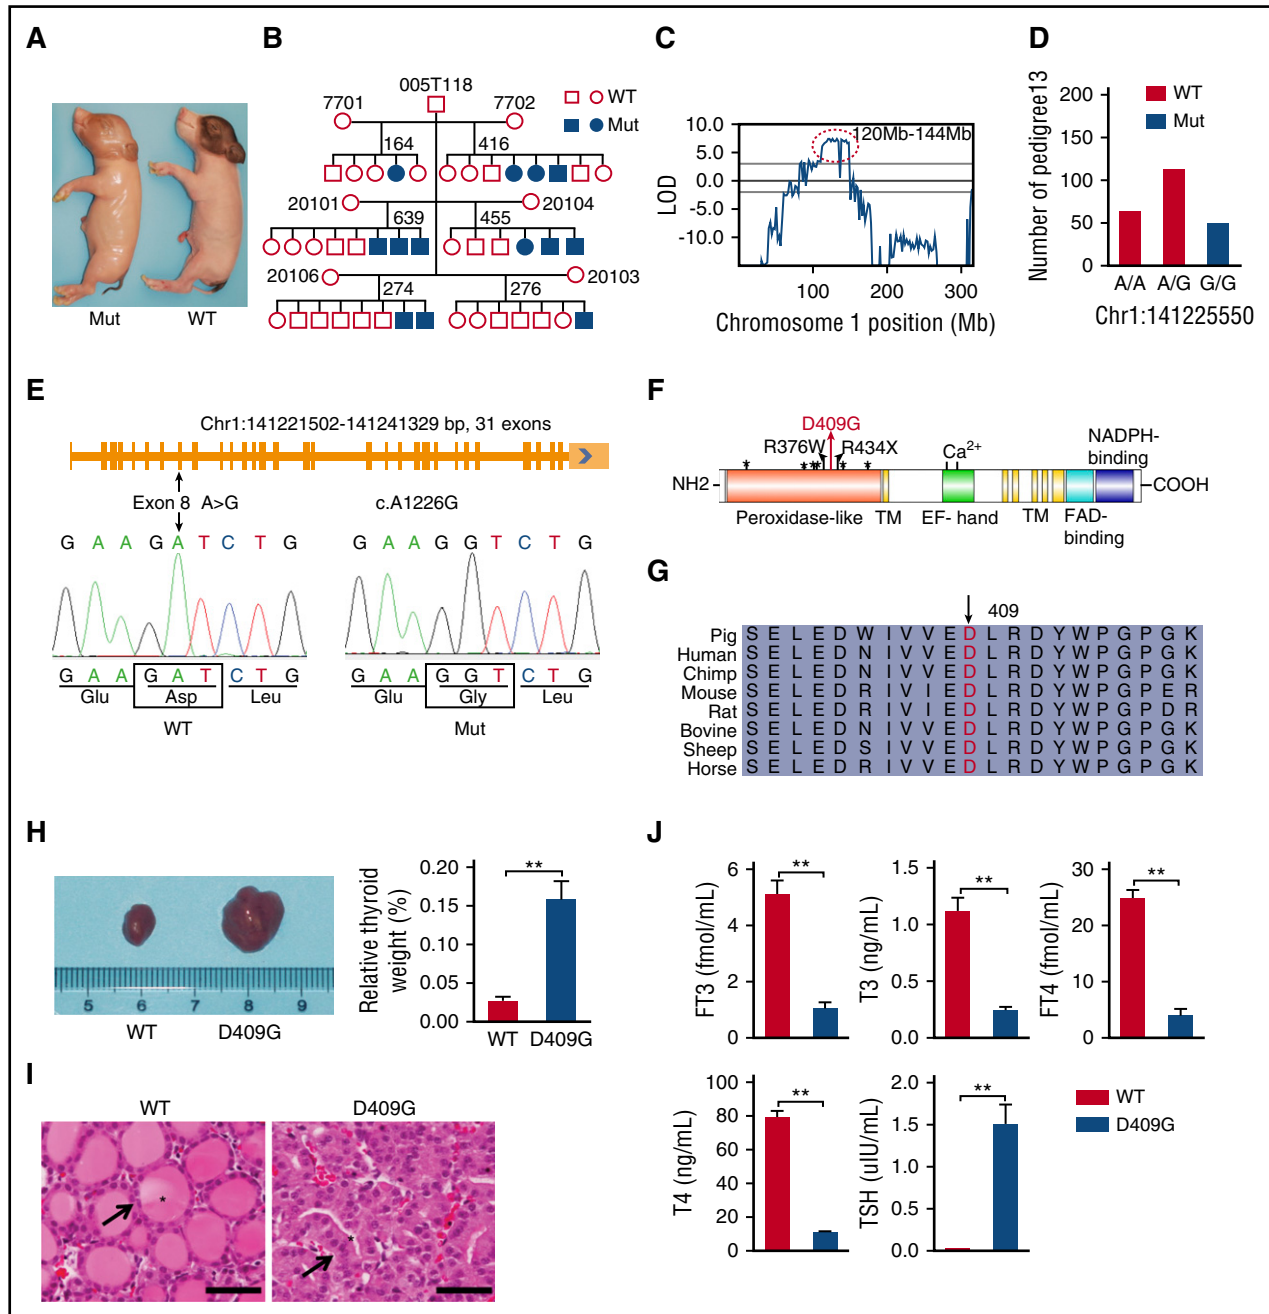 A
Mut
WT
B
005T118
7701
7702
WT
Mut
164
416
20101
20104
639
455
20106
20103
274
276
C
LOD
10.0
5.0
0.0
-5.0
-10.0
120Mb-144Mb
100 200 300
Chromosome 1 position (Mb)
D
Number of pedigree13
200
150
100
50
0
WT
Mut
A/A A/G G/G
Chr1:141225550
E
Chr1:141221502-141241329 bp, 31 exons
Exon 8 A>G
c.A1226G
G A A G A T C T G
G A A G G T C T G
G A A G A T C T G
Glu Asp Leu
WT
G A A G G T C T G
Glu Gly Leu
Mut
F
D409G
R376W
R434X
Ca2+
NADPH-
binding
NH2
COOH
Peroxidase-like
TM
EF- hand
TM
FAD-
binding
G
409
Pig S E L E D W I V V E D L R D Y W P G P G K
Human S E L E D N I V V E D L R D Y W P G P G K
Chimp S E L E D N I V V E D L R D Y W P G P G K
Mouse S E L E D R I V I E D L R D Y W P G P E R
Rat S E L E D R I V I E D L R D Y W P G P D R
Bovine S E L E D N I V V E D L R D Y W P G P G K
Sheep S E L E D S I V V E D L R D Y W P G P G K
Horse S E L E D R I V V E D L R D Y W P G P G K
H
5 6 7 8 9
WT
D409G
Relative thyroid
weight (%)
0.20
0.15
0.10
0.05
0.00
**
WT D409G
I
WT
D409G
*
*
J
FT3 (fmol/mL)
6
4
2
0
**
T3 (ng/mL)
1.5
1.0
0.5
0.0
**
FT4 (fmol/mL)
30
20
10
0
**
T4 (ng/mL)
100
80
60
40
20
0
**
TSH (uIU/mL)
2.0
1.5
1.0
0.5
0.0
**
WT
D409G